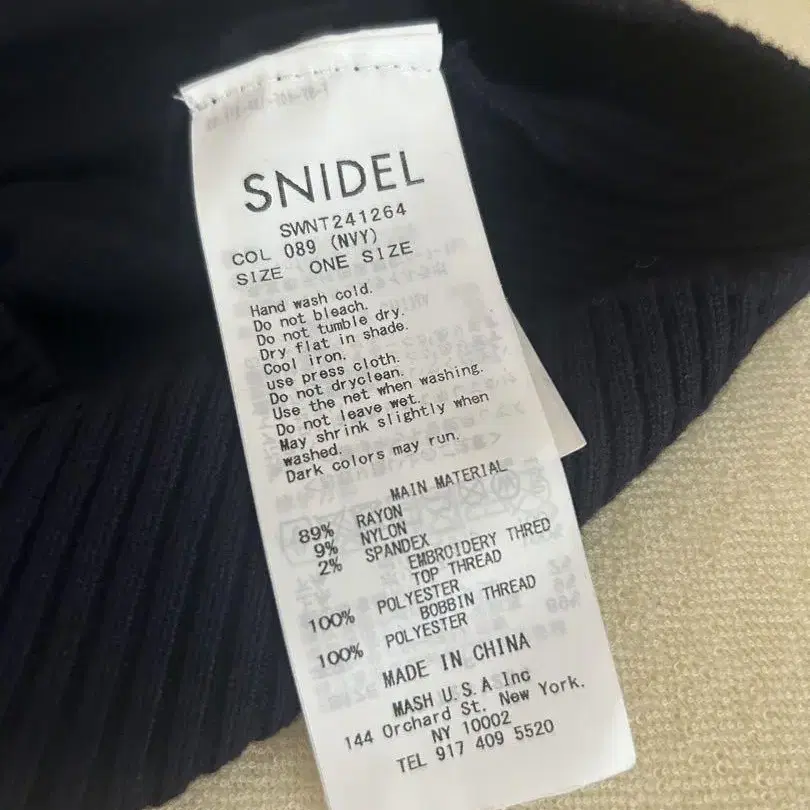 SNIDEL
SWNT241264
COL 089 (NVY)
SIZE ONE SIZE
Hand wash cold.
Do not bleach.
Do not tumble dry.
Dry flat in shade.
Cool iron.
use press cloth.
Do not dryclean.
Use the net when washing.
Do not leave wet.
May shrink slightly when
washed.
Dark colors may run.
MAIN MATERIAL
89% RAYON
9% NYLON
2% SPANDEX
EMBROIDERY THRED
TOP THREAD
100% POLYESTER
BOBBIN THREAD
100% POLYESTER
MADE IN CHINA
MASH U.S.A Inc
144 Orchard St. New York.
NY 10002
TEL 917 409 5520